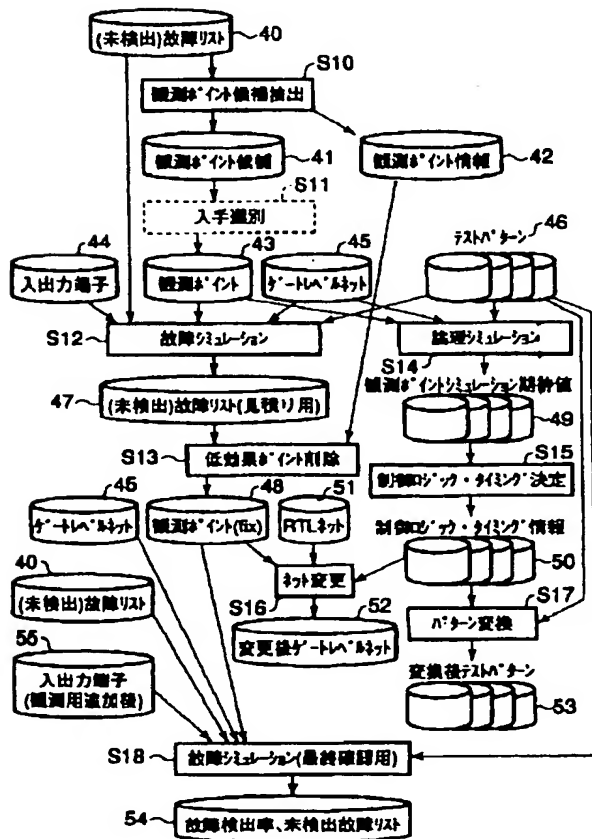 (未検出)故障リスト
40
S10
観測ポイント候補抽出
観測ポイント候補
41
観測ポイント情報
42
S11
入手選別
44
入出力端子
43
観測ポイント
45
ゲートレベルネット
46
テストパターン
S12
故障シミュレーション
論理シミュレーション
S14
観測ポイントシミュレーション期待値
47
(未検出)故障リスト(見積り用)
49
S13
低効果ポイント削除
S15
制御ロジック・タイミング決定
45
ゲートレベルネット
48
観測ポイント(fix)
51
RTLネット
制御ロジック・タイミング情報
50
40
(未検出)故障リスト
S16
ネット変更
S17
パターン変換
52
変更後ゲートレベルネット
55
入出力端子
(観測用追加後)
変換後テストパターン
53
S18
故障シミュレーション(最終確認用)
54
故障検出率、未検出故障リスト